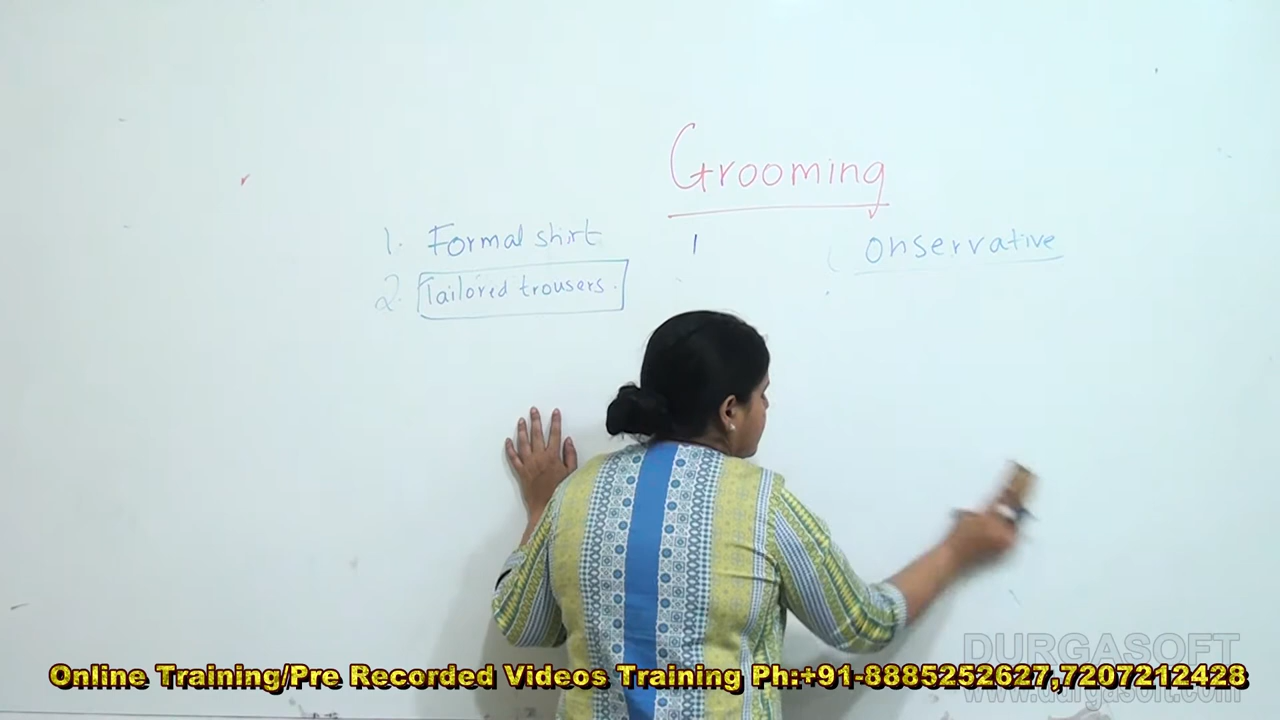 Grooming
1. Formal shirt
onservative
2. Tailored trousers.
DURGASOFT
www.durgasoft.com
Online Training/Pre Recorded Videos Training Ph:+91-8885252627,7207212428